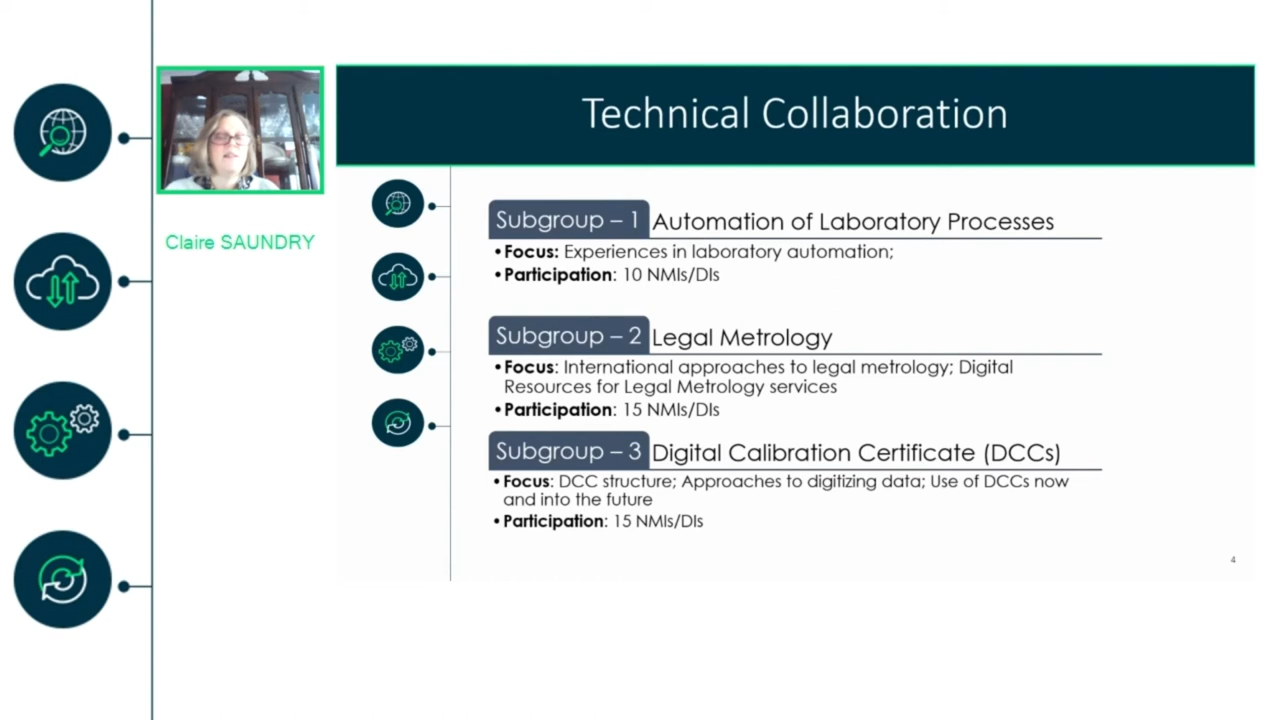 Technical Collaboration
Claire SAUNDRY
Subgroup – 1 Automation of Laboratory Processes
•Focus: Experiences in laboratory automation;
•Participation: 10 NMIs/DIs
Subgroup – 2 Legal Metrology
•Focus: International approaches to legal metrology; Digital
Resources for Legal Metrology services
•Participation: 15 NMIs/DIs
Subgroup – 3 Digital Calibration Certificate (DCCs)
•Focus: DCC structure; Approaches to digitizing data; Use of DCCs now
and into the future
•Participation: 15 NMIs/DIs
4